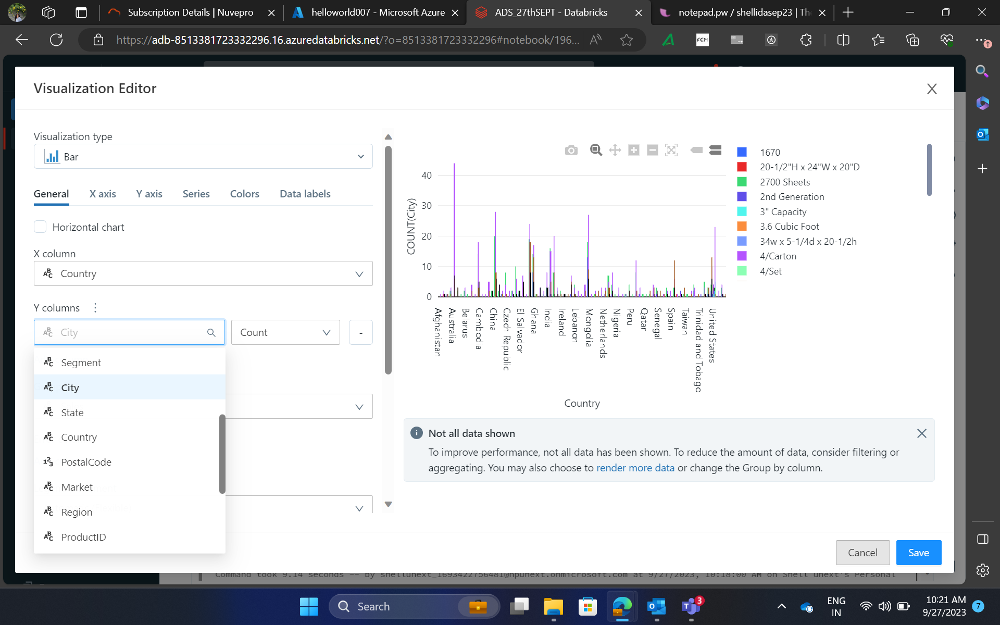 Subscription Details | Nuvepro
helloworld007 - Microsoft Azure
ADS_27thSEPT - Databricks
notepad.pw / shellidasep23 | Th
https://adb-8513381723332296.16.azuredatabricks.net/?o=8513381723332296#notebook/196...
FCM
Visualization Editor
Visualization type
Bar
General
X axis
Y axis
Series
Colors
Data labels
Horizontal chart
X column
Country
Y columns
City
Count
-
Segment
City
State
Country
PostalCode
Market
Region
ProductID
COUNT(City)
40
30
20
10
0
Afghanistan
Australia
Belarus
Cambodia
China
Czech Republic
El Salvador
Ghana
India
Ireland
Lebanon
Mongolia
Netherlands
Nigeria
Peru
Qatar
Senegal
Spain
Taiwan
Trinidad and Tobago
United States
Country
1670
20-1/2"H x 24"W x 20"D
2700 Sheets
2nd Generation
3" Capacity
3.6 Cubic Foot
34w x 5-1/4d x 20-1/2h
4/Carton
4/Set
Not all data shown
To improve performance, not all data has been shown. To reduce the amount of data, consider filtering or
aggregating. You may also choose to render more data or change the Group by column.
Cancel
Save
Command took 9.14 seconds -- by shellunext_1693422756481@npunext.onmicrosoft.com at 9/27/2023, 10:18:00 AM on Shell unext's Personal
Search
3
ENG
IN
10:21 AM
9/27/2023
7